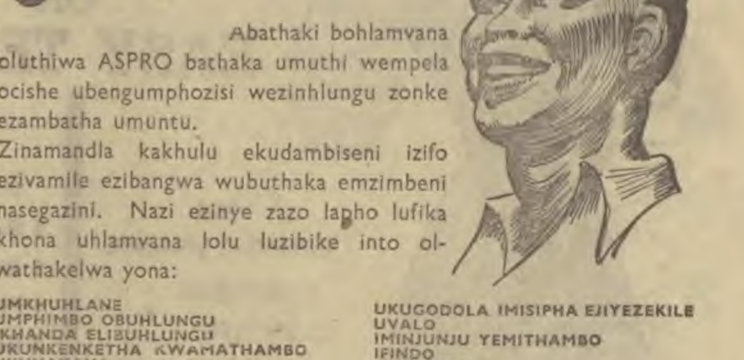 Abathaki bohlamvana
oluthiwa ASPRO bathaka umuthi wempela
ocishe ubengumphozisi wezinhlungu zonke
ezambatha umuntu.
Zinamandla kakhulu ekudambiseni izifo
ezivamile ezibangwa wubuthaka emzimbeni
nasegazini. Nazi ezinye zazo lapho lufika
khona uhlamvana lolu luzibike into ol-
wathakelwa yona:
UMKHUHLANE
UMPHIMBO OBUHLUNGU
IKHANDA ELIBUHLUNGU
UKUNKENKETHA KWAMATHAMBO
UKUGODOLA IMISIPHA EJIYEZEKILE
UVALO
IMINJUNJU YEMITHAMBO
IFINDO